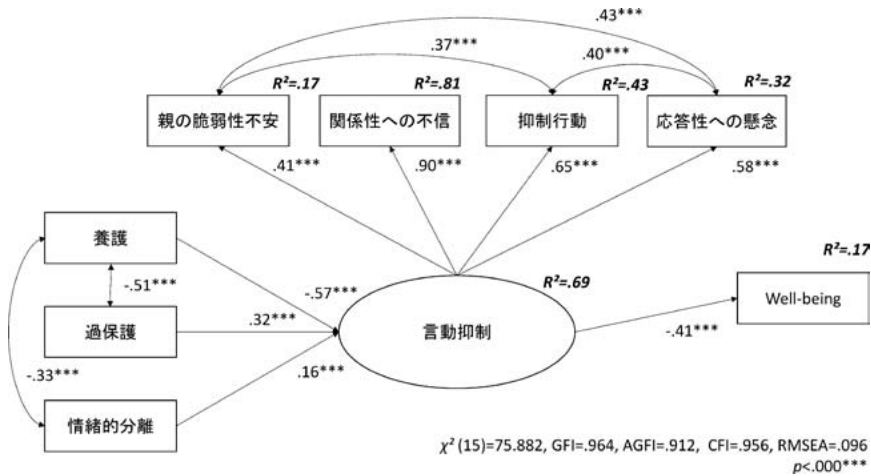 .43***
.37***
.40***
R²=.17
R²=.81
R²=.43
R²=.32
親の脆弱性不安
関係性への不信
抑制行動
応答性への懸念
.41***
.90***
.65***
.58***
養護
-.51***
過保護
-.33***
情緒的分離
-.57***
.32***
.16***
R²=.69
言動抑制
-.41***
R²=.17
Well-being
χ² (15)=75.882, GFI=.964, AGFI=.912, CFI=.956, RMSEA=.096
p<.000***